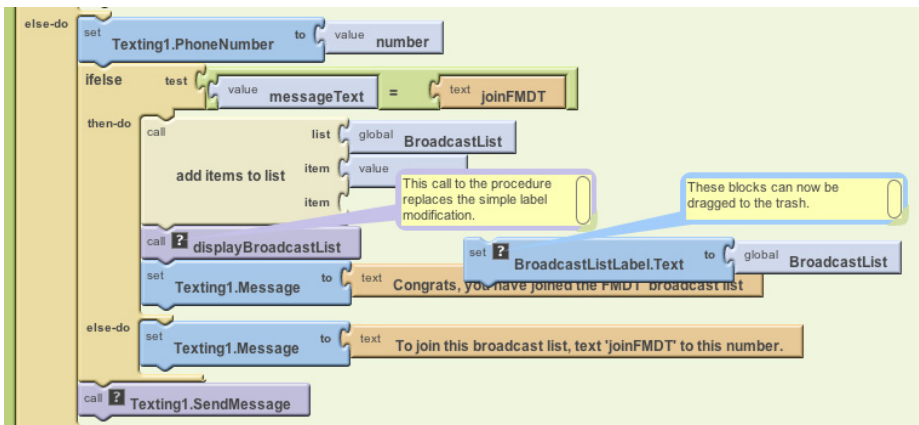 else-do
set Texting1.PhoneNumber to value number
ifelse test value messageText = text joinFMDT
then-do
call add items to list list global BroadcastList
item value
item
This call to the procedure
replaces the simple label
modification.
These blocks can now be
dragged to the trash.
call ? displayBroadcastList
set ? BroadcastListLabel.Text to global BroadcastList
set Texting1.Message to text Congrats, you have joined the FMDT broadcast list
else-do
set Texting1.Message to text To join this broadcast list, text 'joinFMDT' to this number.
call ? Texting1.SendMessage